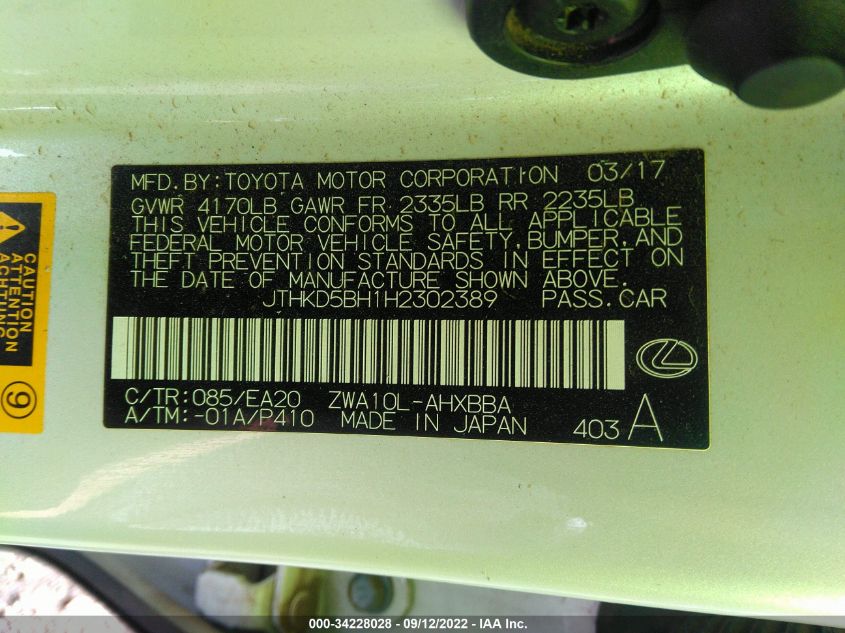 MFD. BY: TOYOTA MOTOR CORPORATION 03/17
GVWR 4170LB GAWR FR 2335LB RR 2235LB
THIS VEHICLE CONFORMS TO ALL APPLICABLE
FEDERAL MOTOR VEHICLE SAFETY, BUMPER, AND
THEFT PREVENTION STANDARDS IN EFFECT ON
THE DATE OF MANUFACTURE SHOWN ABOVE.
JTHKD5BH1H2302389 PASS. CAR
C/TR: 085/EA20 ZWA10L-AHXBBA
A/TM: -01A/P410 MADE IN JAPAN 403 A
CAUTION
ATTENTION
ACHTUNG
9
000-34228028 - 09/12/2022 - IAA Inc.